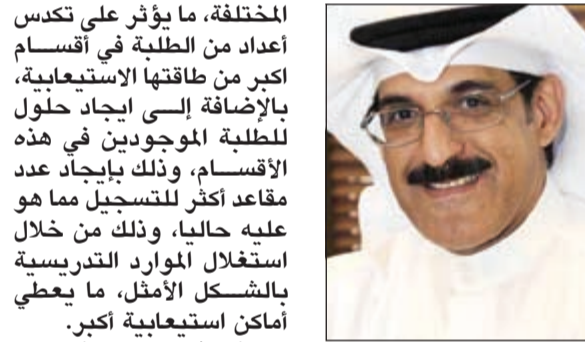 المختلفة، ما يؤثر على تكدس
أعداد من الطلبة في أقسام
اكبر من طاقتها الاستيعابية،
بالإضافة إلى ايجاد حلول
للطلبة الموجودين في هذه
الأقسام، وذلك بإيجاد عدد
مقاعد أكثر للتسجيل مما هو
عليه حاليا، وذلك من خلال
استغلال الموارد التدريسية
بالشكل الأمثل، ما يعطي
أماكن استيعابية أكبر.